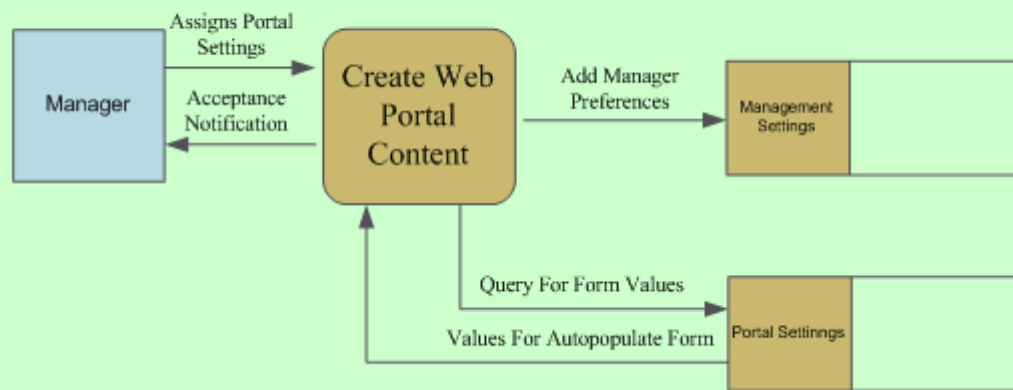 Assigns Portal
Settings
Manager
Acceptance
Notification
Create Web
Portal
Content
Add Manager
Preferences
Management
Settings
Query For Form Values
Values For Autopopulate Form
Portal Settinngs